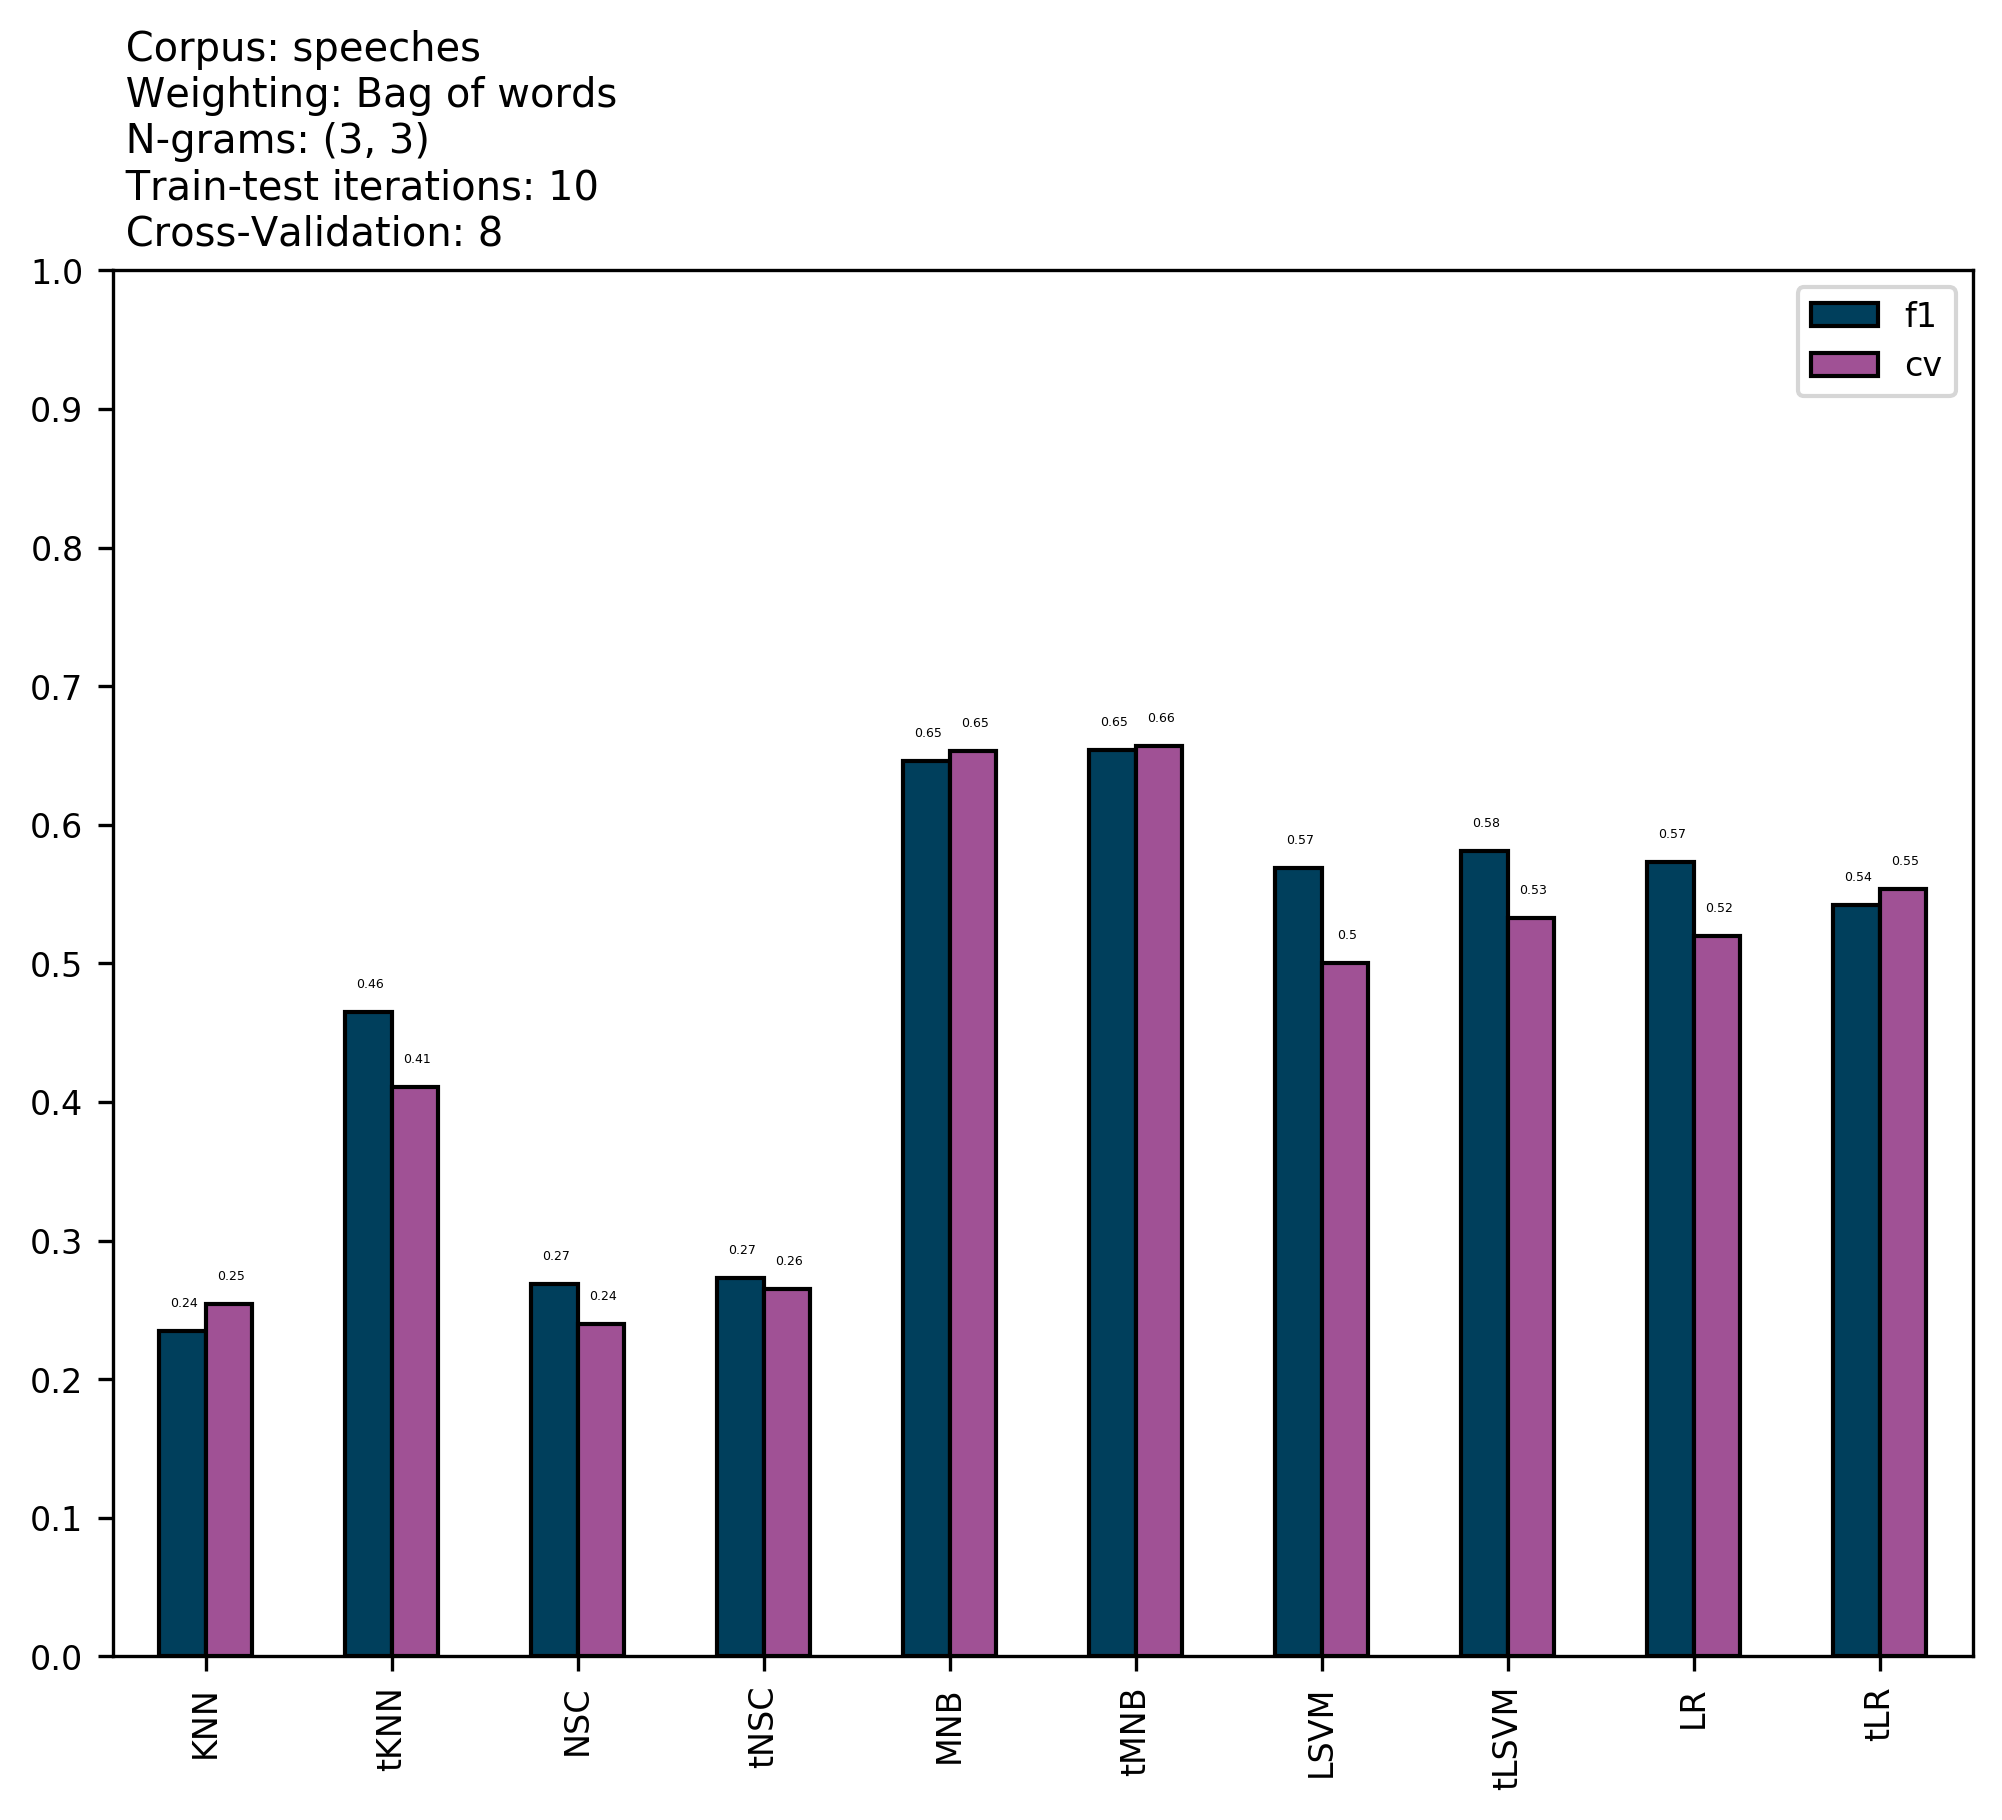 Corpus: speeches
Weighting: Bag of words
N-grams: (3, 3)
Train-test iterations: 10
Cross-Validation: 8
1.0
0.9
0.8
0.7
0.6
0.5
0.4
0.3
0.2
0.1
0.0
f1
cv
0.24
0.25
0.46
0.41
0.27
0.24
0.27
0.26
0.65
0.65
0.65
0.66
0.57
0.5
0.58
0.53
0.57
0.52
0.54
0.55
KNN
tKNN
NSC
tNSC
MNB
tMNB
LSVM
tLSVM
LR
tLR